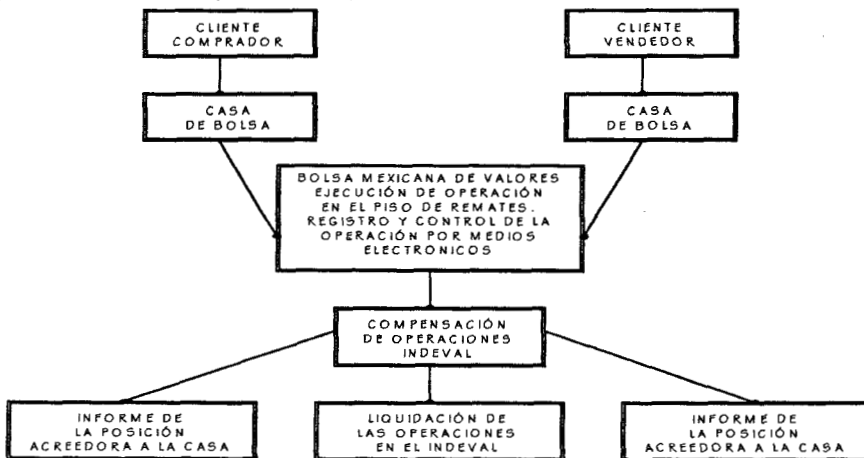 CLIENTE
COMPRADOR
CLIENTE
VENDEDOR
CASA
DE BOLSA
CASA
DE BOLSA
BOLSA MEXICANA DE VALORES
EJECUCIÓN DE OPERACIÓN
EN EL PISO DE REMATES.
REGISTRO Y CONTROL DE LA
OPERACIÓN POR MEDIOS
ELECTRONICOS
COMPENSACIÓN
DE OPERACIONES
INDEVAL
INFORME DE
LA POSICIÓN
ACREEDORA A LA CASA
LIQUIDACIÓN DE
LAS OPERACIONES
EN EL INDEVAL
INFORME DE
LA POSICIÓN
ACREEDORA A LA CASA